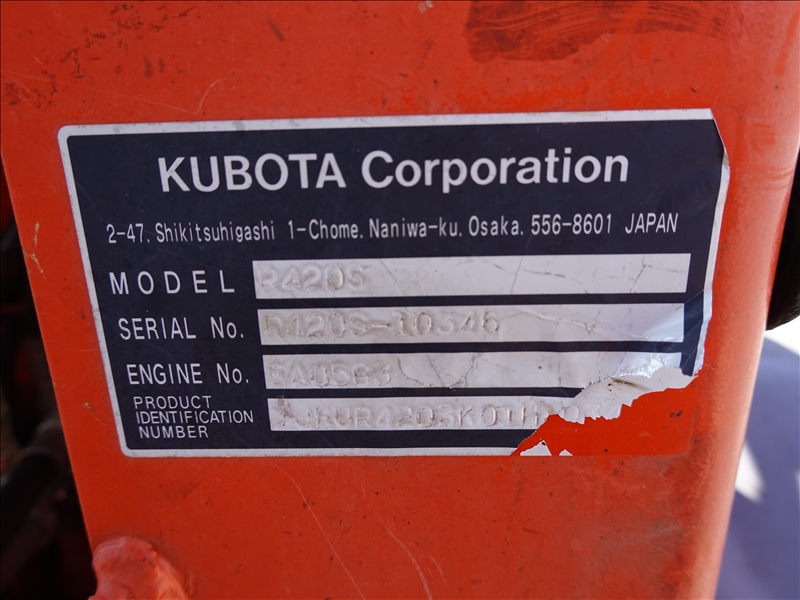 KUBOTA Corporation
2-47, Shikitsuhigashi 1-Chome, Naniwa-ku, Osaka, 556-8601 JAPAN
MODEL R420S
SERIAL No. R420S-10346
ENGINE No.
PRODUCT
IDENTIFICATION
NUMBER